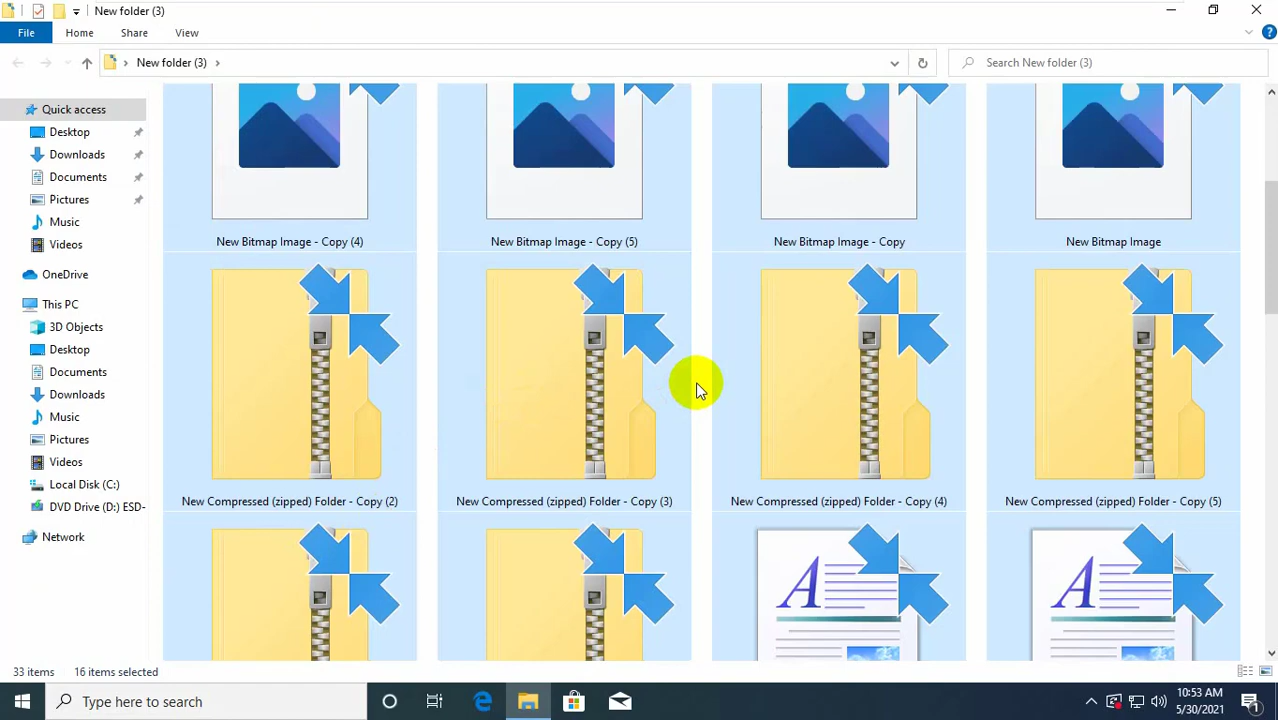 New folder (3)
File Home Share View
New folder (3)
Search New folder (3)
Quick access
Desktop
Downloads
Documents
Pictures
Music
Videos
OneDrive
This PC
3D Objects
Desktop
Documents
Downloads
Music
Pictures
Videos
Local Disk (C:)
DVD Drive (D:) ESD-
Network
New Bitmap Image - Copy (4)
New Bitmap Image - Copy (5)
New Bitmap Image - Copy
New Bitmap Image
New Compressed (zipped) Folder - Copy (2)
New Compressed (zipped) Folder - Copy (3)
New Compressed (zipped) Folder - Copy (4)
New Compressed (zipped) Folder - Copy (5)
A
A
33 items 16 items selected
Type here to search
10:53 AM
5/30/2021
1